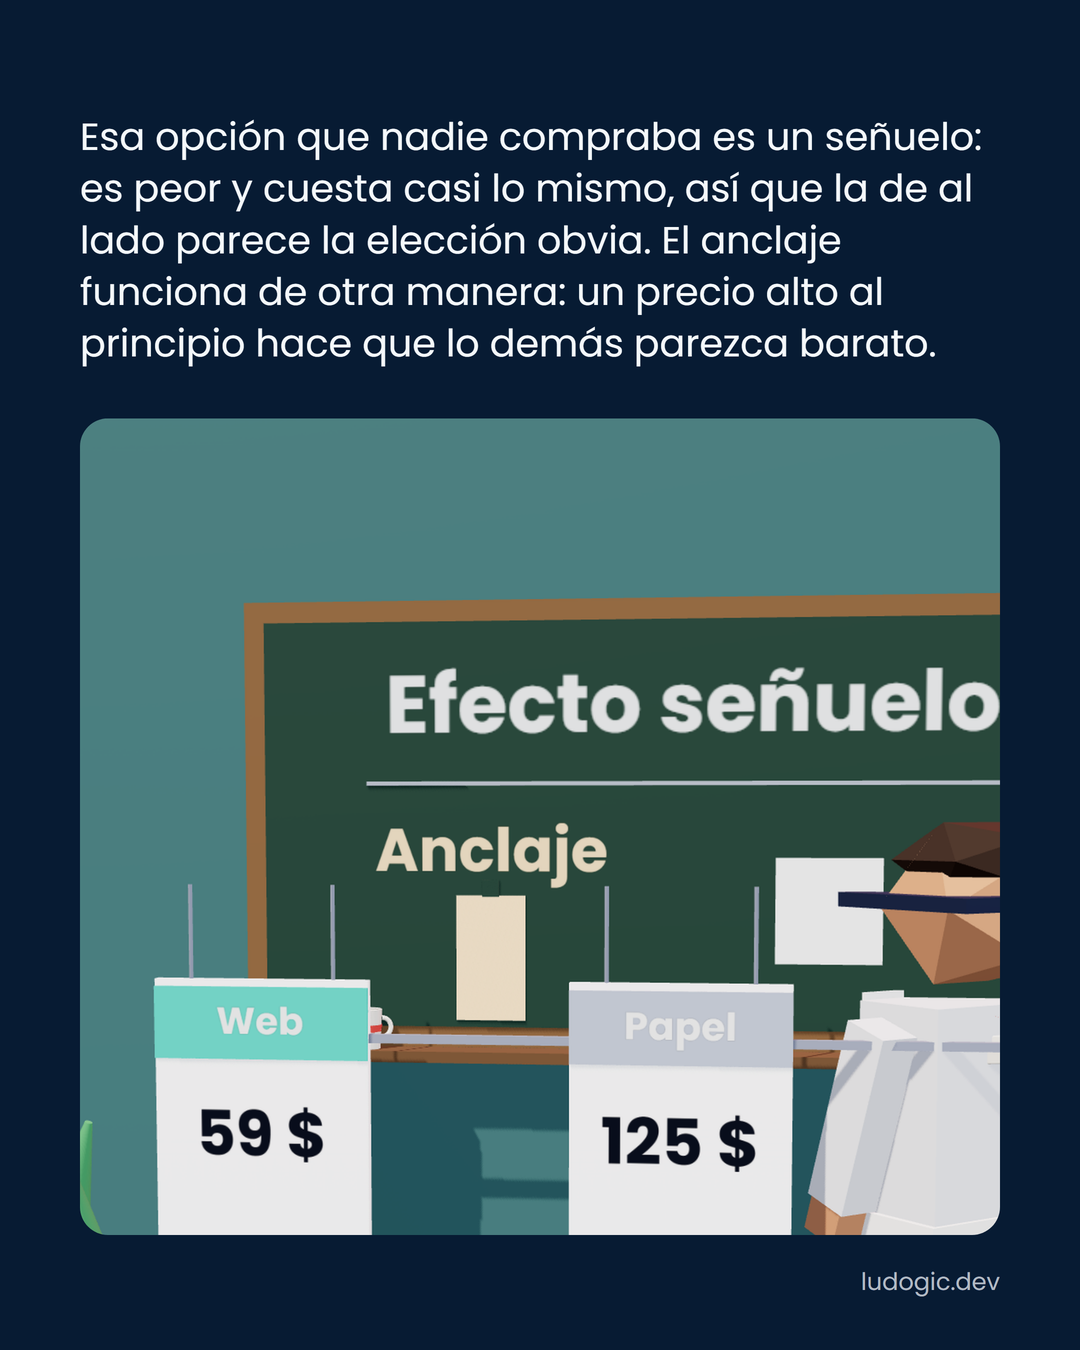 Esa opción que nadie compraba es un señuelo:
es peor y cuesta casi lo mismo, así que la de al
lado parece la elección obvia. El anclaje
funciona de otra manera: un precio alto al
principio hace que lo demás parezca barato.
Efecto señuelo
Anclaje
Web
Papel
59 $
125 $
ludogic.dev